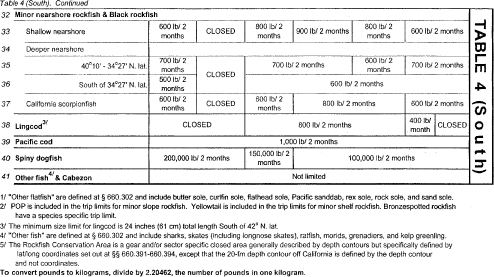 Table 4 (South). Continued
32 Minor nearshore rockfish & Black rockfish
33 Shallow nearshore 600 lb/ 2 months CLOSED 800 lb/ 2 months 900 lb/ 2 months 800 lb/ 2 months 600 lb/ 2 months
34 Deeper nearshore
35 40°10' - 34°27' N. lat. 700 lb/ 2 months CLOSED 700 lb/ 2 months 600 lb/ 2 months 700 lb/ 2 months
36 South of 34°27' N. lat. 500 lb/ 2 months 600 lb/ 2 months
37 California scorpionfish 600 lb/ 2 months CLOSED 600 lb/ 2 months 800 lb/ 2 months 600 lb/ 2 months
38 Lingcod3/ CLOSED 800 lb/ 2 months 400 lb/ month CLOSED
39 Pacific cod 1,000 lb/ 2 months
40 Spiny dogfish 200,000 lb/ 2 months 150,000 lb/ 2 months 100,000 lb/ 2 months
41 Other fish4/ & Cabezon Not limited
TABLE 4 (South)
1/ "Other flatfish" are defined at § 660.302 and include butter sole, curlfin sole, flathead sole, Pacific sanddab, rex sole, rock sole, and sand sole.
2/ POP is included in the trip limits for minor slope rockfish. Yellowtail is included in the trip limits for minor shelf rockfish. Bronzespotted rockfish
have a species specific trip limit.
3/ The minimum size limit for lingcod is 24 inches (61 cm) total length South of 42° N. lat.
4/ "Other fish" are defined at § 660.302 and include sharks, skates (including longnose skates), ratfish, morids, grenadiers, and kelp greenling.
5/ The Rockfish Conservation Area is a gear and/or sector specific closed area generally described by depth contours but specifically defined by
lat/long coordinates set out at §§ 660.391-660.394, except that the 20-fm depth contour off California is defined by the depth contour
and not coordinates.
To convert pounds to kilograms, divide by 2.20462, the number of pounds in one kilogram.